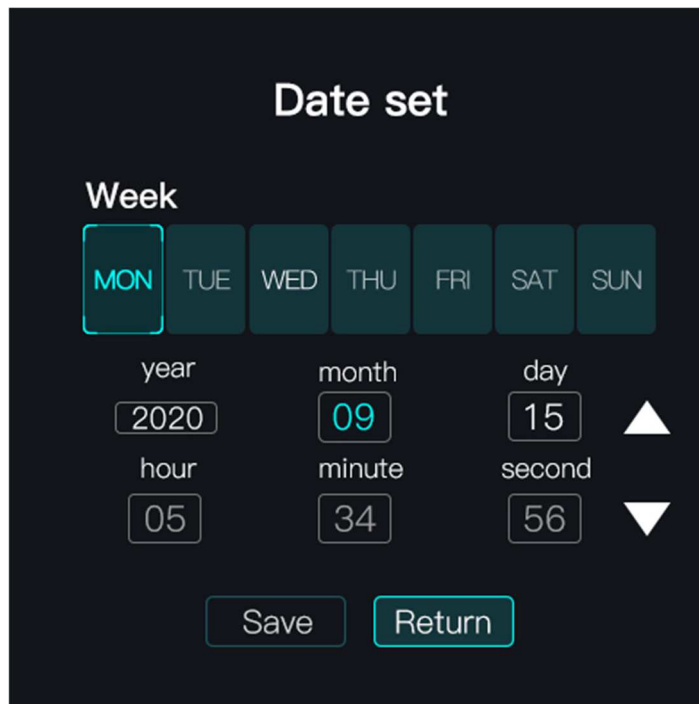 Date set
Week
MON TUE WED THU FRI SAT SUN
year month day
2020 09 15
hour minute second
05 34 56
Save Return